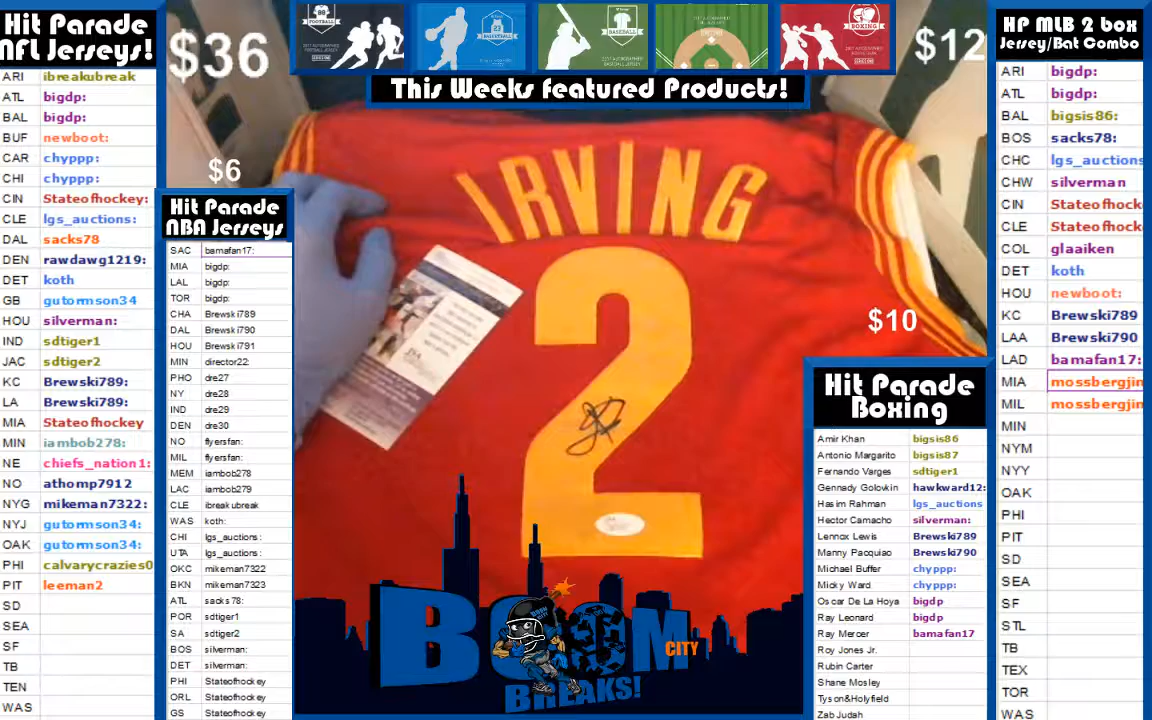 Hit Parade
NFL Jerseys!
ARI ibreakubreak
ATL bigdp:
BAL bigdp:
BUF newboot:
CAR chyppp:
CHI chyppp:
CIN Stateofhockey:
CLE lgs_auctions:
DAL sacks78
DEN rawdawg1219:
DET koth
GB gutormson34
HOU silverman:
IND sdtiger1
JAC sdtiger2
KC Brewski789:
LA Brewski789:
MIA Stateofhockey
MIN iambob278:
NE chiefs_nation1:
NO athomp7912
NYG mikeman7322:
NYJ gutormson34:
OAK gutormson34:
PHI calvarycrazies0
PIT leeman2
SD
SEA
SF
TB
TEN
WAS
$36
$6
Hit Parade
NBA Jerseys
SAC bamafan17:
MIA bigdp:
LAL bigdp:
TOR bigdp:
CHA Brewski789
DAL Brewski790
HOU Brewski791
MIN director22:
PHO dre27
NY dre28
IND dre29
DEN dre30
NO flyersfan:
MIL flyersfan:
MEM iambob278
LAC iambob279
CLE ibreakubreak
WAS koth:
CHI lgs_auctions:
UTA lgs_auctions:
OKC mikeman7322
BKN mikeman7323
ATL sacks78:
POR sdtiger1
SA sdtiger2
BOS silverman:
DET silverman:
PHI Stateofhockey
ORL Stateofhockey
GS Stateofhockey
FOOTBALL
BASKETBALL
BASEBALL
BOXING
This Weeks featured Products!
IRVING
2
BOOM
CITY
BREAKS!
$12
$10
Hit Parade
Boxing
Amir Khan bigsis86
Antonio Margarito bigsis87
Fernando Varges sdtiger1
Gennady Golovkin hawkward12:
Hasim Rahman lgs_auctions
Hector Camacho silverman:
Lennox Lewis Brewski789
Manny Pacquiao Brewski790
Michael Buffer chyppp:
Micky Ward chyppp:
Oscar De La Hoya bigdp
Ray Leonard bigdp
Ray Mercer bamafan17
Roy Jones Jr.
Rubin Carter
Shane Mosley
Tyson&Holyfield
Zab Judah
HP MLB 2 box
Jersey/Bat Combo
ARI bigdp:
ATL bigdp:
BAL bigsis86:
BOS sacks78:
CHC lgs_auctions
CHW silverman
CIN Stateofhock
CLE Stateofhock
COL glaaiken
DET koth
HOU newboot:
KC Brewski789
LAA Brewski790
LAD bamafan17:
MIA mossbergjin
MIL mossbergjin
MIN
NYM
NYY
OAK
PHI
PIT
SD
SEA
SF
STL
TB
TEX
TOR
WAS